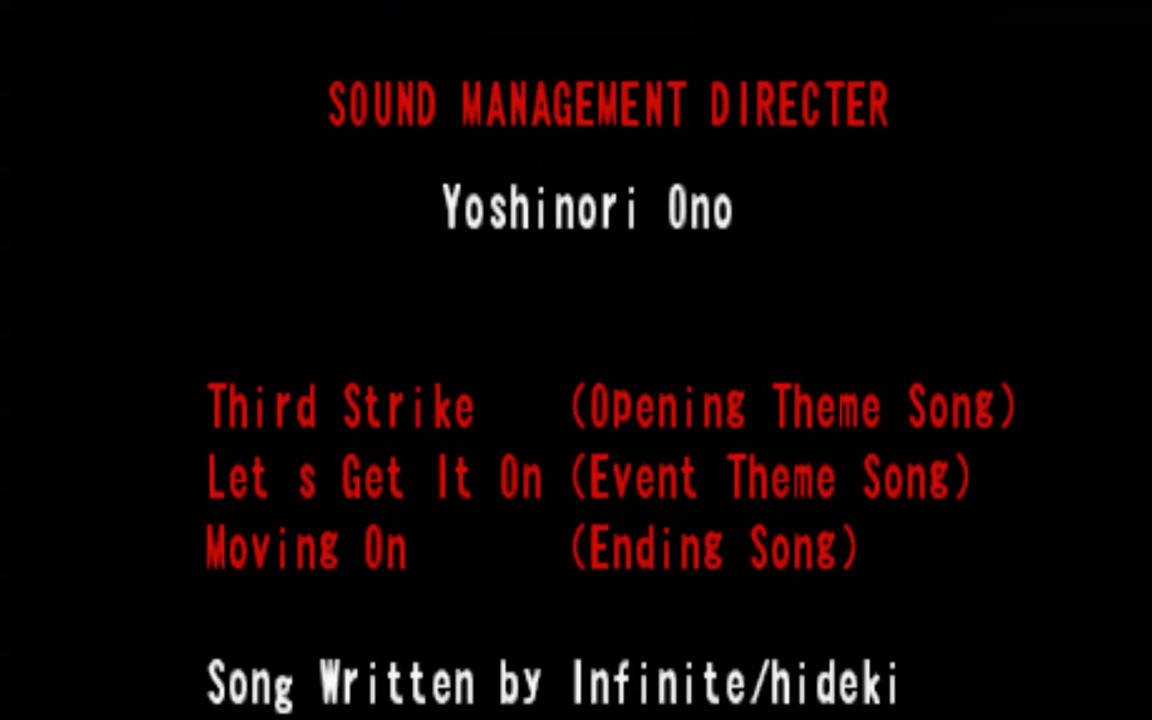 SOUND MANAGEMENT DIRECTER
Yoshinori Ono
Third Strike (Opening Theme Song)
Let s Get It On (Event Theme Song)
Moving On (Ending Song)
Song Written by Infinite/hideki